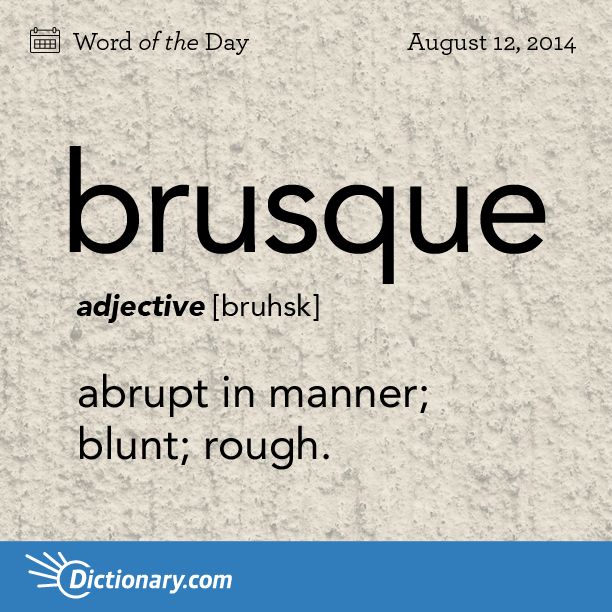 Word of the Day
August 12, 2014
brusque
adjective [bruhsk]
abrupt in manner;
blunt; rough.
Dictionary.com